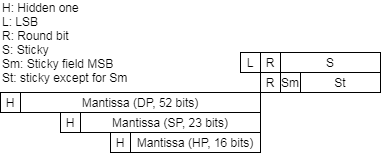 H: Hidden one
L: LSB
R: Round bit
S: Sticky
Sm: Sticky field MSB
St: sticky except for Sm
L R S
R Sm St
H Mantissa (DP, 52 bits)
H Mantissa (SP, 23 bits)
H Mantissa (HP, 16 bits)